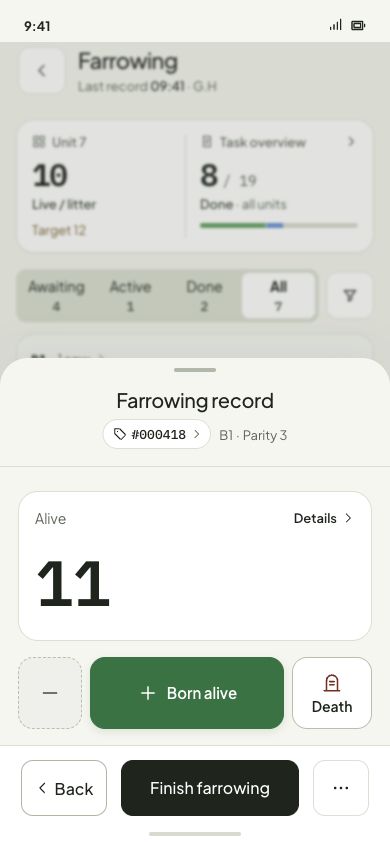 9:41
Farrowing
Last record 09:41 · G.H
Unit 7
10
Live / litter
Target 12
Task overview
8 / 19
Done · all units
Awaiting
4
Active
1
Done
2
All
7
Farrowing record
#000418
B1 · Parity 3
Alive
Details
11
Born alive
Death
Back
Finish farrowing